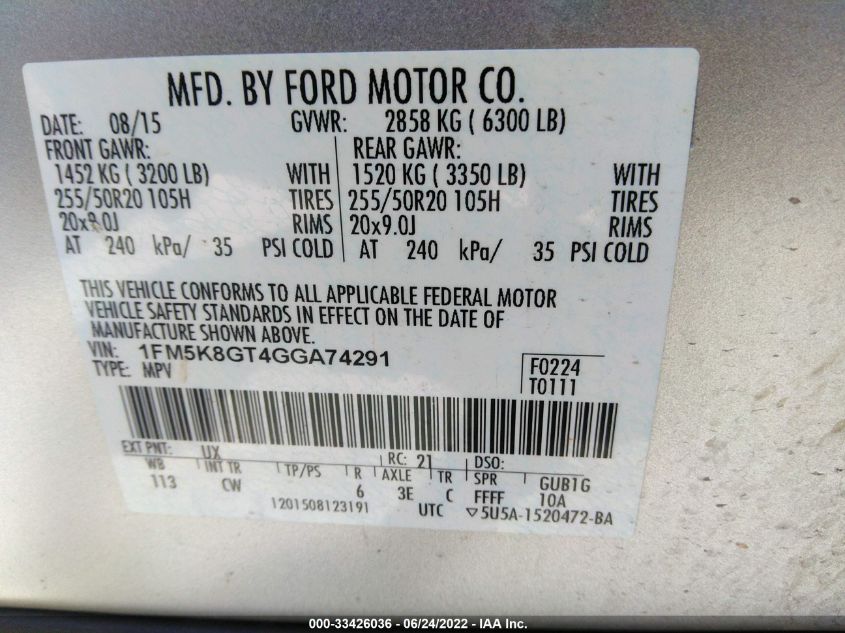 MFD. BY FORD MOTOR CO.
DATE: 08/15 GVWR: 2858 KG ( 6300 LB)
FRONT GAWR: REAR GAWR:
1452 KG ( 3200 LB) WITH 1520 KG ( 3350 LB) WITH
255/50R20 105H TIRES 255/50R20 105H TIRES
20x9.0J RIMS 20x9.0J RIMS
AT 240 kPa/ 35 PSI COLD AT 240 kPa/ 35 PSI COLD
THIS VEHICLE CONFORMS TO ALL APPLICABLE FEDERAL MOTOR
VEHICLE SAFETY STANDARDS IN EFFECT ON THE DATE OF
MANUFACTURE SHOWN ABOVE.
VIN: 1FM5K8GT4GGA74291 F0224
TYPE: MPV T0111
EXT PNT: UX RC: 21 DSO:
WB INT TR TP/PS R AXLE TR SPR GUB1G
113 CW 6 3E C FFFF 10A
1201508123191 UTC ▽5U5A-1520472-BA
000-33426036 - 06/24/2022 - IAA Inc.